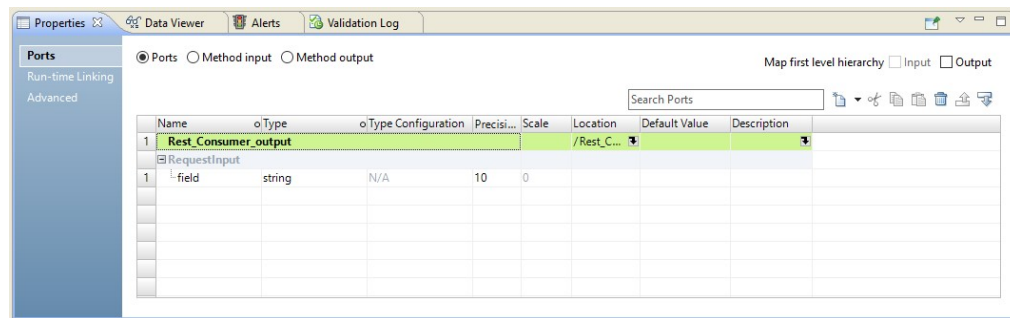 Properties Data Viewer Alerts Validation Log
Ports
Run-time Linking
Advanced
Ports Method input Method output
Map first level hierarchy Input Output
Search Ports
Name Type Type Configuration Precisi... Scale Location Default Value Description
1 Rest_Consumer_output /Rest_C...
RequestInput
1 field string N/A 10 0